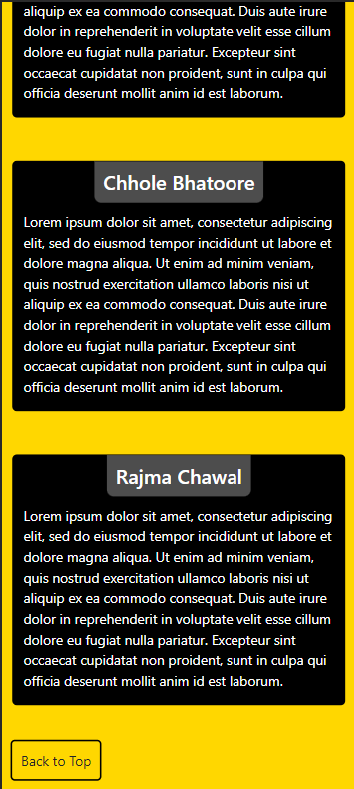 aliquip ex ea commodo consequat. Duis aute irure
dolor in reprehenderit in voluptate velit esse cillum
dolore eu fugiat nulla pariatur. Excepteur sint
occaecat cupidatat non proident, sunt in culpa qui
officia deserunt mollit anim id est laborum.
Chhole Bhatoore
Lorem ipsum dolor sit amet, consectetur adipiscing
elit, sed do eiusmod tempor incididunt ut labore et
dolore magna aliqua. Ut enim ad minim veniam,
quis nostrud exercitation ullamco laboris nisi ut
aliquip ex ea commodo consequat. Duis aute irure
dolor in reprehenderit in voluptate velit esse cillum
dolore eu fugiat nulla pariatur. Excepteur sint
occaecat cupidatat non proident, sunt in culpa qui
officia deserunt mollit anim id est laborum.
Rajma Chawal
Lorem ipsum dolor sit amet, consectetur adipiscing
elit, sed do eiusmod tempor incididunt ut labore et
dolore magna aliqua. Ut enim ad minim veniam,
quis nostrud exercitation ullamco laboris nisi ut
aliquip ex ea commodo consequat. Duis aute irure
dolor in reprehenderit in voluptate velit esse cillum
dolore eu fugiat nulla pariatur. Excepteur sint
occaecat cupidatat non proident, sunt in culpa qui
officia deserunt mollit anim id est laborum.
Back to Top